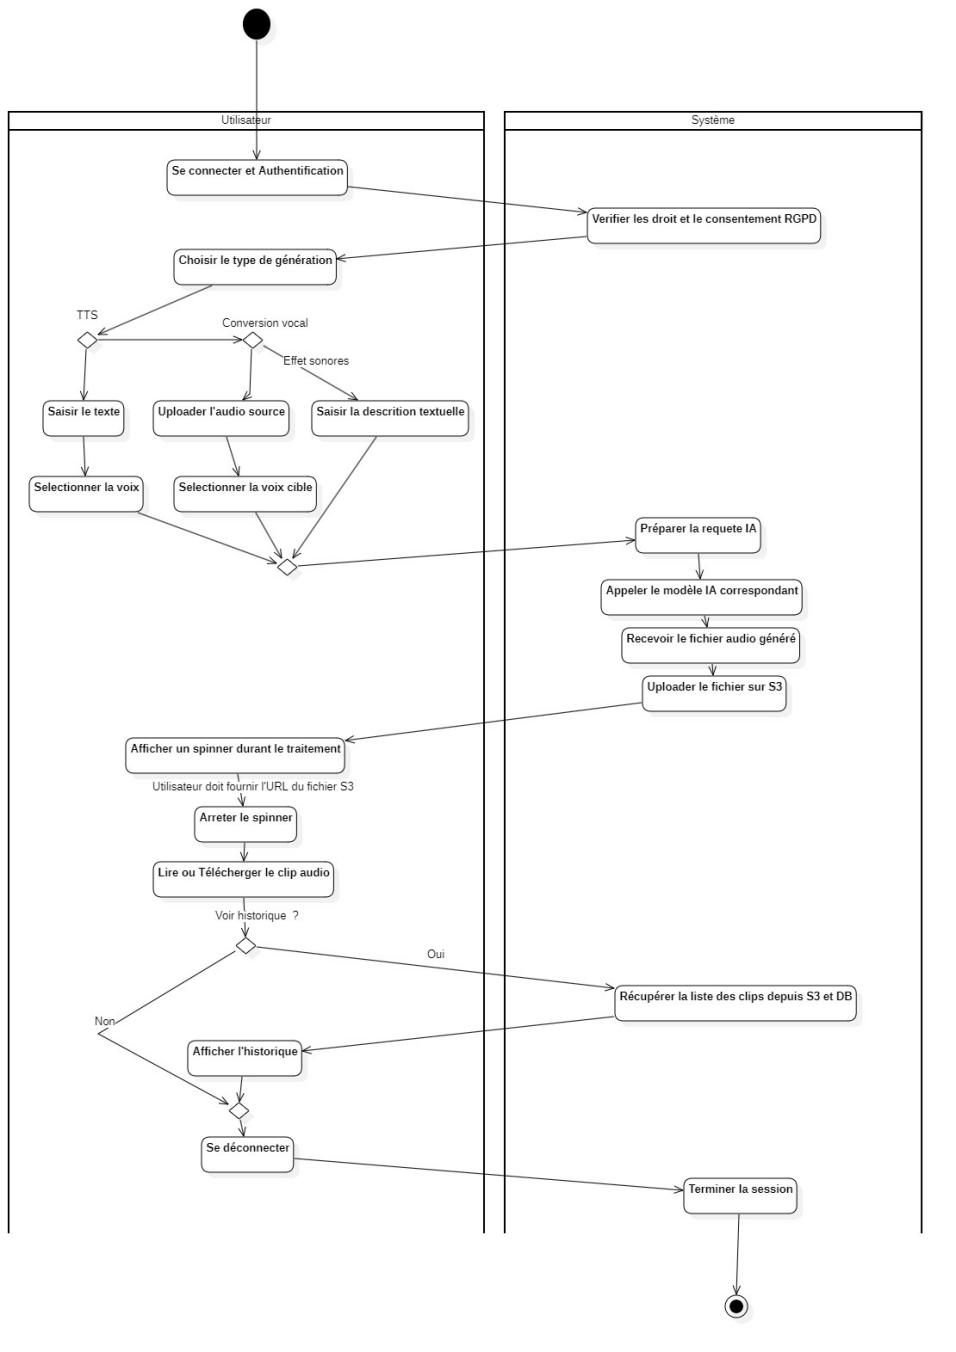 Utilisateur
Système
Se connecter et Authentification
Verifier les droit et le consentement RGPD
Choisir le type de génération
TTS
Conversion vocal
Effet sonores
Saisir le texte
Uploader l'audio source
Saisir la descrition textuelle
Selectionner la voix
Selectionner la voix cible
Préparer la requete IA
Appeler le modèle IA correspondant
Recevoir le fichier audio généré
Uploader le fichier sur S3
Afficher un spinner durant le traitement
Utilisateur doit fournir l'URL du fichier S3
Arreter le spinner
Lire ou Télécherger le clip audio
Voir historique ?
Oui
Récupérer la liste des clips depuis S3 et DB
Non
Afficher l'historique
Se déconnecter
Terminer la session